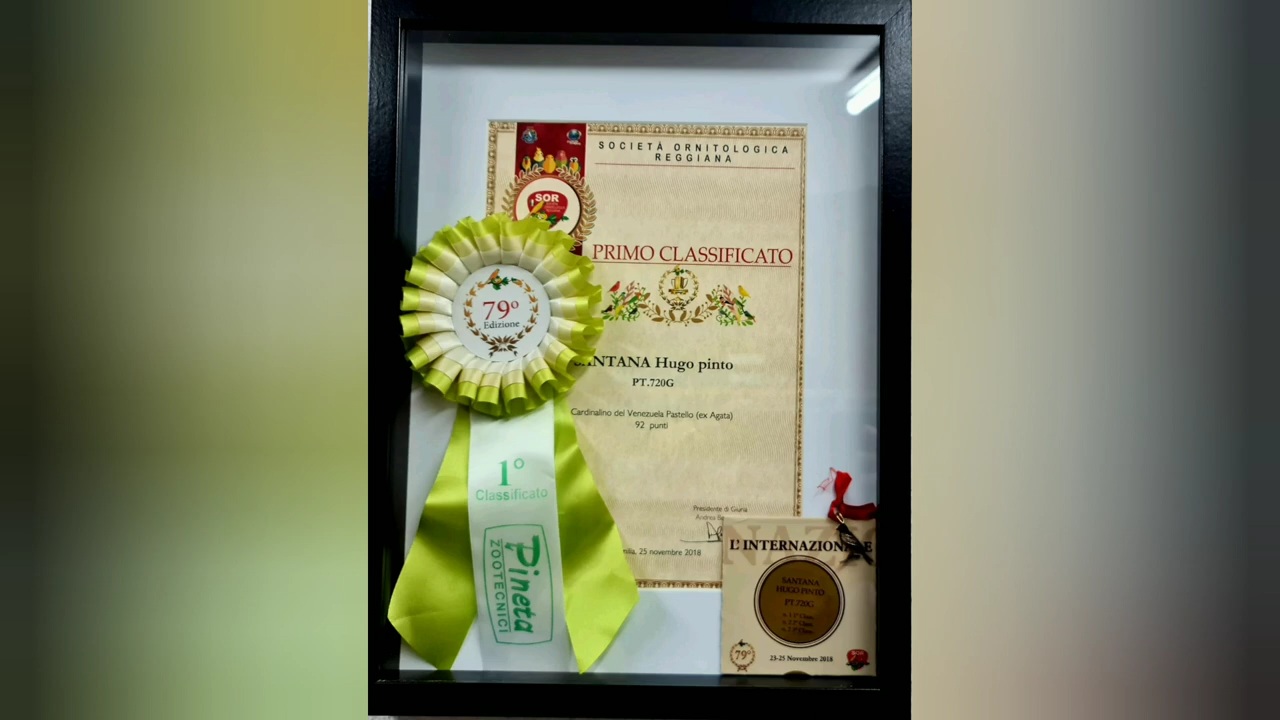 SOCIETÀ ORNITOLOGICA
REGGIANA
SOR
PRIMO CLASSIFICATO
79°
Edizione
SANTANA Hugo pinto
PT.720G
Cardinalino del Venezuela Pastello (ex Agata)
92 punti
1°
Classificato
Pineta
ZOOTECNICI
Presidente di Giuria
Andrea
25 novembre 2018
L' INTERNAZIONALE
SANTANA
HUGO PINTO
PT.720G
79°
23-25 Novembre 2018